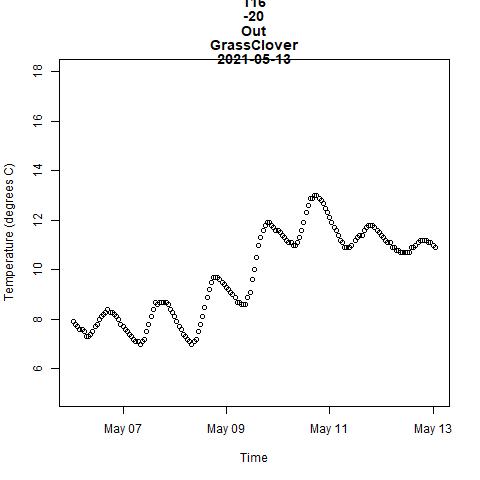 T16
-20
Out
GrassClover
2021-05-13
Temperature (degrees C)
18
16
14
12
10
8
6
May 07
May 09
May 11
May 13
Time